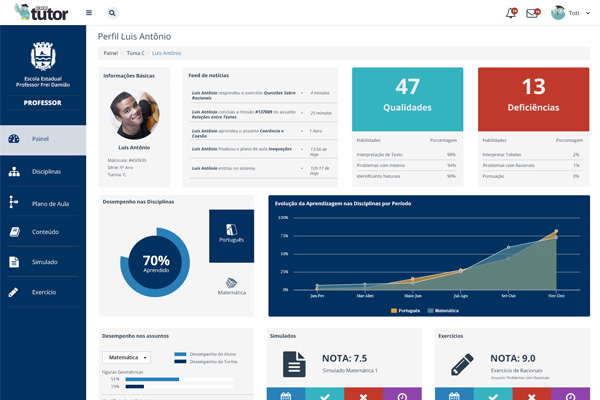 tutor
Toti
Escola Estadual
Professor Frei Damião
PROFESSOR
Painel
Disciplinas
Plano de Aula
Conteúdo
Simulado
Exercício
Perfil Luis Antônio
Painel / Turma C / Luis Antônio
Informações Básicas
Luis Antônio
Mátricula: #45NN39
Série: 9º Ano
Turma: C
Feed de notícias
Luis Antônio respondeu o exercício Questões Sobre
Racionais
4 minutos
Luis Antônio concluiu a missão #137889 do assunto
Relações entre Textos
25 minutos
Luis Antônio aprendeu o assunto Coerência e
Coesão
1 hora
Luis Antônio finalizou o plano de aula Inequações
13:56 de
Hoje
Luis Antônio entrou no sistema
12h:11 de
Hoje
47
Qualidades
Habilidades Porcentagem
Interpretação de Texto 98%
Problemas com Inteiros 94%
Identificando Naturais 90%
13
Deficiências
Habilidades Porcentagem
Interpretar Tabelas 2%
Problemas com Racionais 1%
Pontuação 0%
Desempenho nas Disciplinas
70%
Aprendido
Português
Matemática
Evolução da Aprendizagem nas Disciplinas por Período
100%
75%
50%
25%
0%
Jan-Fev Mar-Abri Maio-Jun Jul-Ago Set-Out Nov-Dez
Português Matemática
Desempenho nos assuntos
Matemática
Desempenho do Aluno
Desempenho da Turma
Figuras Geométricas
51%
19%
Simulados
NOTA: 7.5
Simulado Matemática 1
Exercícios
NOTA: 9.0
Exercício de Racionais
Assunto: Problemas com Racionais